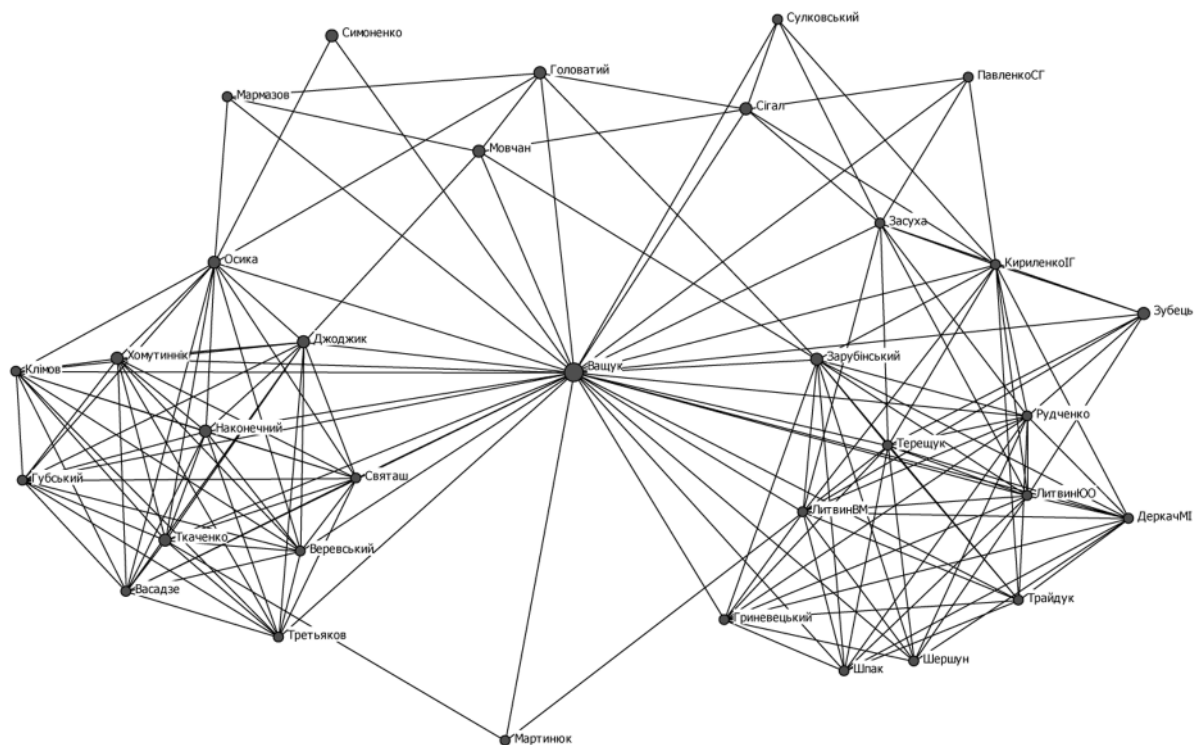 Сулковський
Симоненко
Головатий
ПавленкоСГ
Мармазов
Сігал
Мовчан
Засуха
Осика
КириленкоІГ
Зубець
Джоджик
Хомутиннік
Зарубінський
Клімов
Ващук
Рудченко
Наконечний
Терещук
Губський
Святаш
ЛитвинЮО
ЛитвинВМ
ДеркачМІ
Ткаченко
Веревський
Васадзе
Трайдук
Гриневецький
Третьяков
Шершун
Шпак
Мартинюк